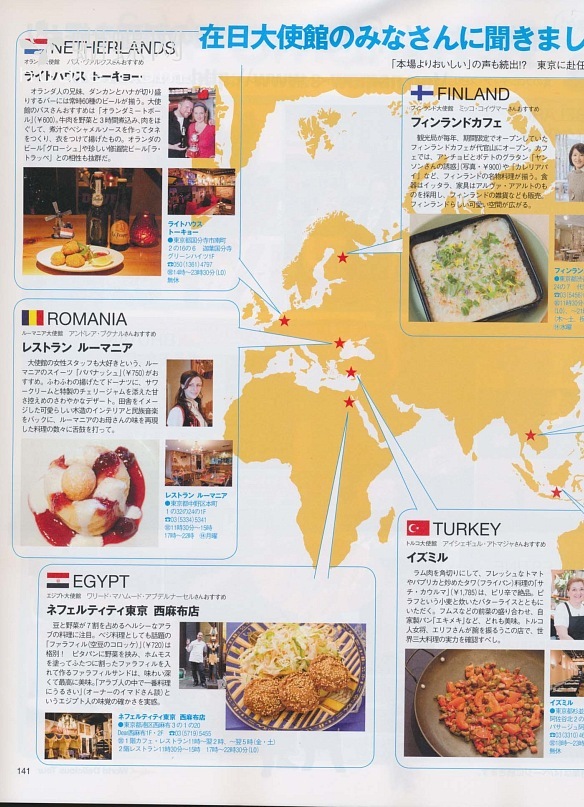 在日大使館のみなさんに聞きまし
「本場よりおいしい」の声も続出!? 東京に赴任
NETHERLANDS
オランダ大使館 バス・ヴァルクスさんおすすめ
ライトハウス トーキョー
オランダ人の兄妹、ダンカンとハナが切り盛
りするバーには常時60種のビールが揃う。大使
館のバスさんおすすめは「オランダミートボー
ル」(¥600)。牛肉を野菜と3時間煮込み、肉をほ
ぐして、煮汁でベシャメルソースを作ってタネ
をつくり、衣をつけて揚げたもの。オランダの
ビール「グロールシュ」や珍しい修道院ビール「ラ・
トラッペ」との相性も抜群だ。
ライトハウス
トーキョー
●東京都国分寺市南町
2の16の6
グリーンハイツ1F
☎050(1361)4797
営14時〜23時30分(LO)
無休
FINLAND
フィンランド大使館 ミッコ・コイヴマーさんおすすめ
フィンランドカフェ
観光局が毎年、期間限定でオープンしていた
フィンランドカフェが代官山にオープン。カフ
ェでは、アンチョビとポテトのグラタン「ヤン
ソンさんの誘惑」(写真・¥900)や「カレリアパ
イ」など、フィンランドの名物料理が揃う。食
器はイッタラ、家具はアルヴァ・アアルトのも
のを採用し、フィンランドの雑貨なども販売。
フィンランドらしい可愛い空間が広がる。
フィンラン
●東京都渋
24の7 代
☎03(6456)
営11時30分
無休
ROMANIA
ルーマニア大使館 アンドレア・ブクナルさんおすすめ
レストラン ルーマニア
大使館の女性スタッフも大好きという、ルー
マニアのスイーツ「パパナッシュ」(¥750)がお
すすめ。ふわふわの揚げたてドーナツに、サワ
ークリームと特製のチェリージャムを添えた甘
さ控えめのさわやかなデザート。田舎をイメー
ジした可愛らしい木造のインテリアと民族音楽
をバックに、ルーマニアのお母さんの味を再現
した料理の数々に舌鼓を打って。
レストラン ルーマニア
●東京都中野区本町
1の32の24の1F
☎03(5334)5341
営11時30分〜15時
17時〜22時 休月曜
TURKEY
トルコ大使館 アイシェギュル・アトマジャさんおすすめ
イズミル
ラム肉を角切りにして、フレッシュなトマト
やパプリカと炒めたタワ(フライパン)料理の「サ
チ・カウルマ」(¥1,785)は、ピリ辛で絶品。ピ
ラフという小麦と炊いたバターライスとともに
いただく。フムスなどの前菜の盛り合わせ、自
家製パン「エキメキ」など、どれも美味。トルコ
人女将、エリフさんが腕を振るうこの店で、世
界三大料理の実力を確認すべし。
イズミル
●東京都杉並
阿佐谷北2の
パサージュ阿
☎03(3310)46
営18時〜23時
無休
EGYPT
エジプト大使館 ワリード・マハムード・アブデルナーセルさんおすすめ
ネフェルティティ東京 西麻布店
豆と野菜が7割を占めるヘルシーなアラ
ブの料理に注目。ベジ料理としても話題の
「ファラフィル(空豆のコロッケ)」(¥720)は
格別! ピタパンに野菜を挟み、ホムモス
を塗ってふたつに割ったファラフィルを入
れて作るファラフィルサンドは、味わい深
くて最高に美味。「アラブ人の中で一番料理
にうるさい」(オーナーのイマドさん談)と
いうエジプト人の味覚の確かさを実感。
ネフェルティティ東京 西麻布店
●東京都港区西麻布3の1の20
Dear西麻布1F・2F ☎03(5719)5455
営1階カフェ・レストラン11時〜翌2時、〜翌5時(金・土)
2階レストラン11時30分〜15時 17時〜22時30分(LO)
141